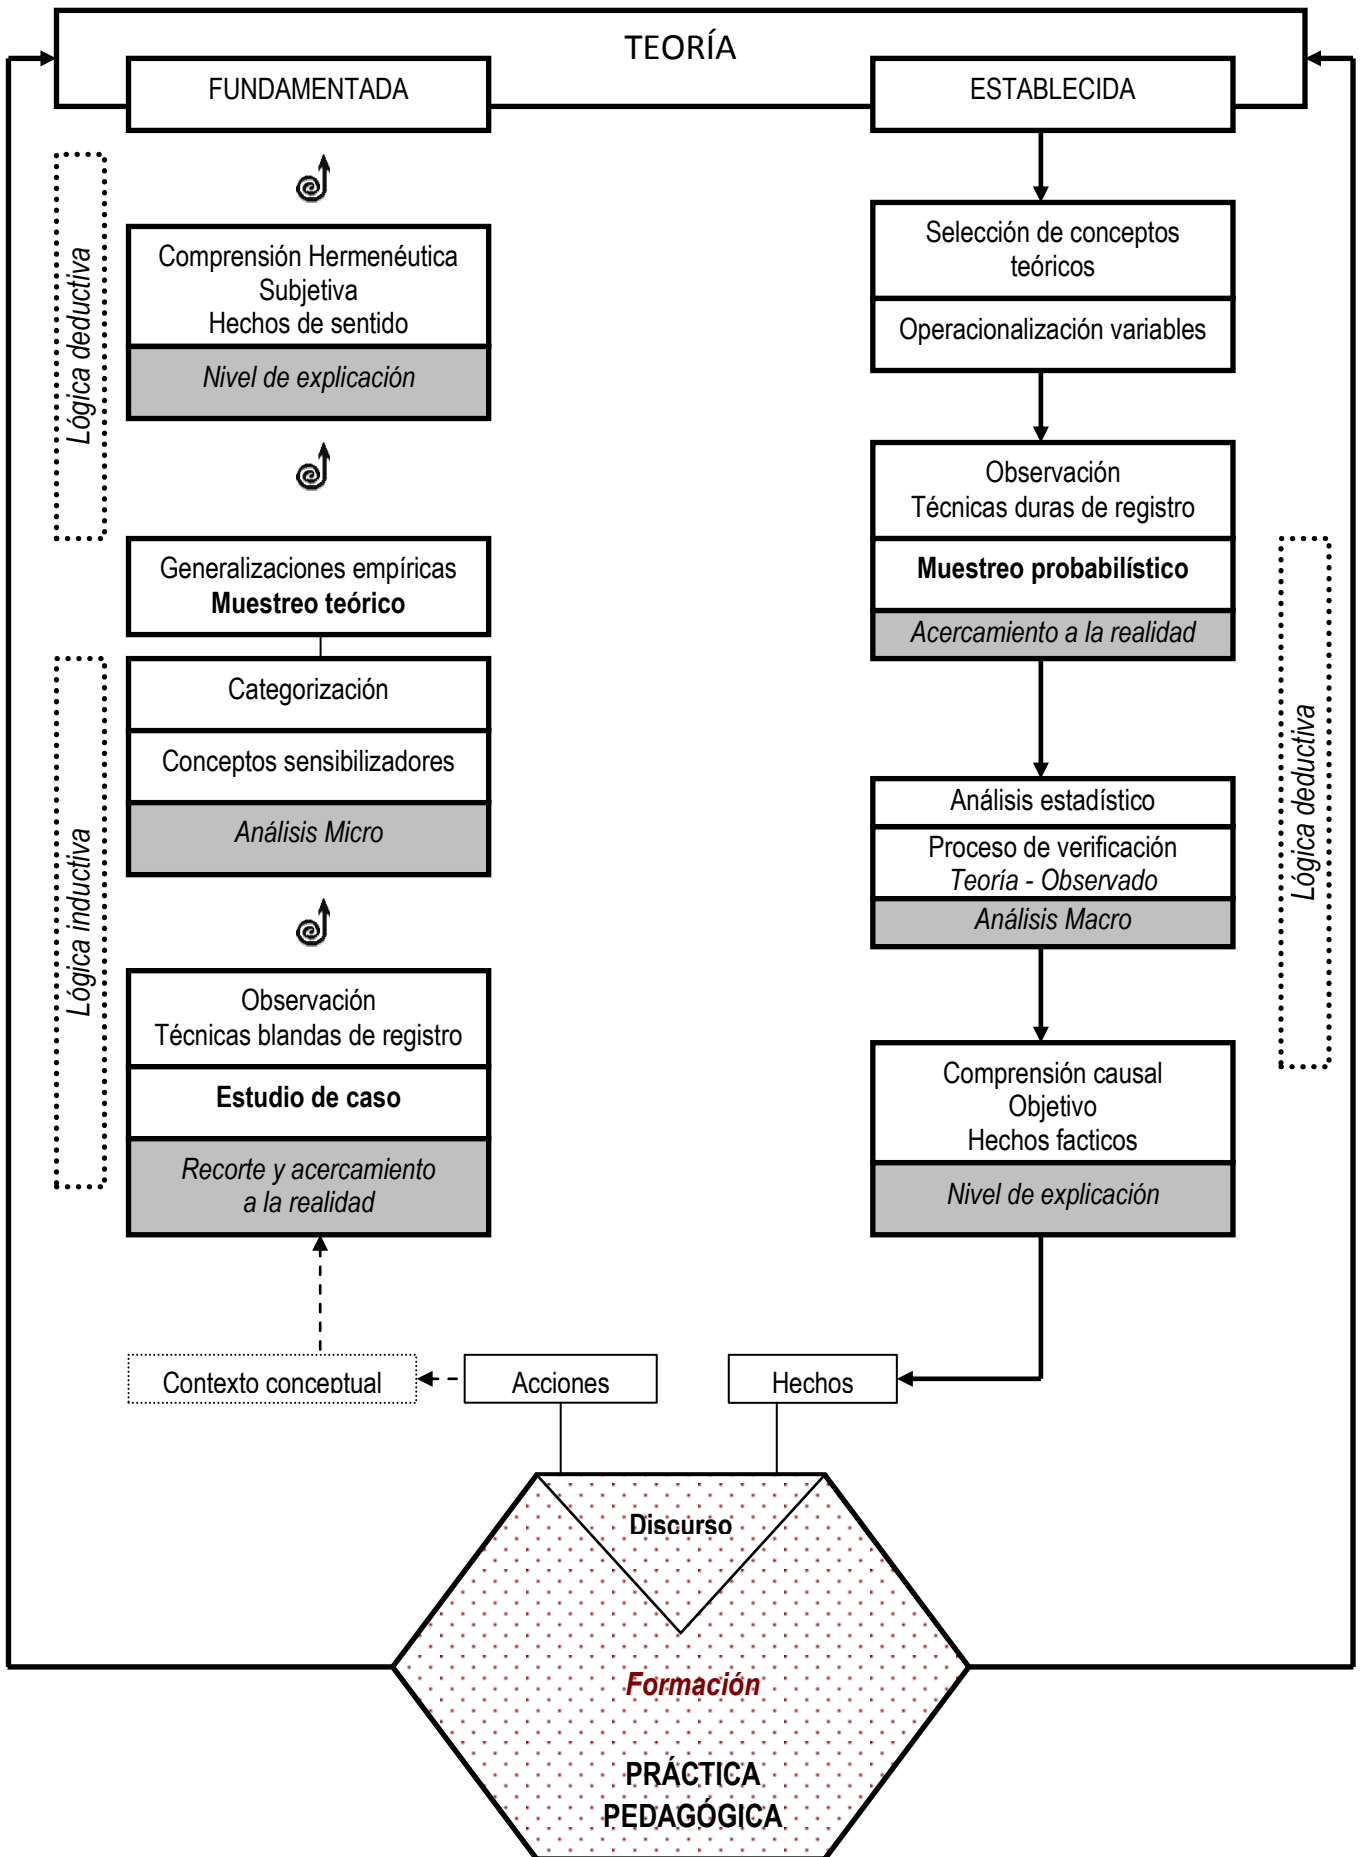 TEORÍA
FUNDAMENTADA
ESTABLECIDA
Lógica deductiva
Comprensión Hermenéutica
Subjetiva
Hechos de sentido
Nivel de explicación
Generalizaciones empíricas
Muestreo teórico
Lógica inductiva
Categorización
Conceptos sensibilizadores
Análisis Micro
Observación
Técnicas blandas de registro
Estudio de caso
Recorte y acercamiento
a la realidad
Selección de conceptos
teóricos
Operacionalización variables
Observación
Técnicas duras de registro
Muestreo probabilístico
Acercamiento a la realidad
Lógica deductiva
Análisis estadístico
Proceso de verificación
Teoría - Observado
Análisis Macro
Comprensión causal
Objetivo
Hechos facticos
Nivel de explicación
Contexto conceptual
Acciones
Hechos
Discurso
Formación
PRÁCTICA
PEDAGÓGICA